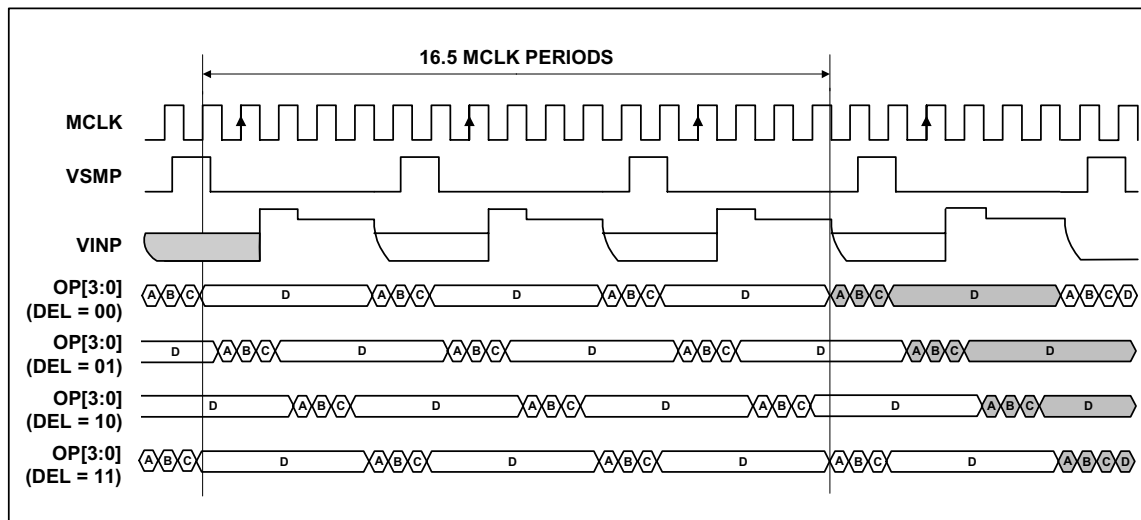 16.5 MCLK PERIODS
MCLK
VSMP
VINP
OP[3:0]
(DEL = 00)
A B C D A B C D A B C D A B C D A B C D
OP[3:0]
(DEL = 01)
D A B C D A B C D A B C D A B C D
OP[3:0]
(DEL = 10)
D A B C D A B C D A B C D A B C D
OP[3:0]
(DEL = 11)
A B C D A B C D A B C D A B C D A B C D